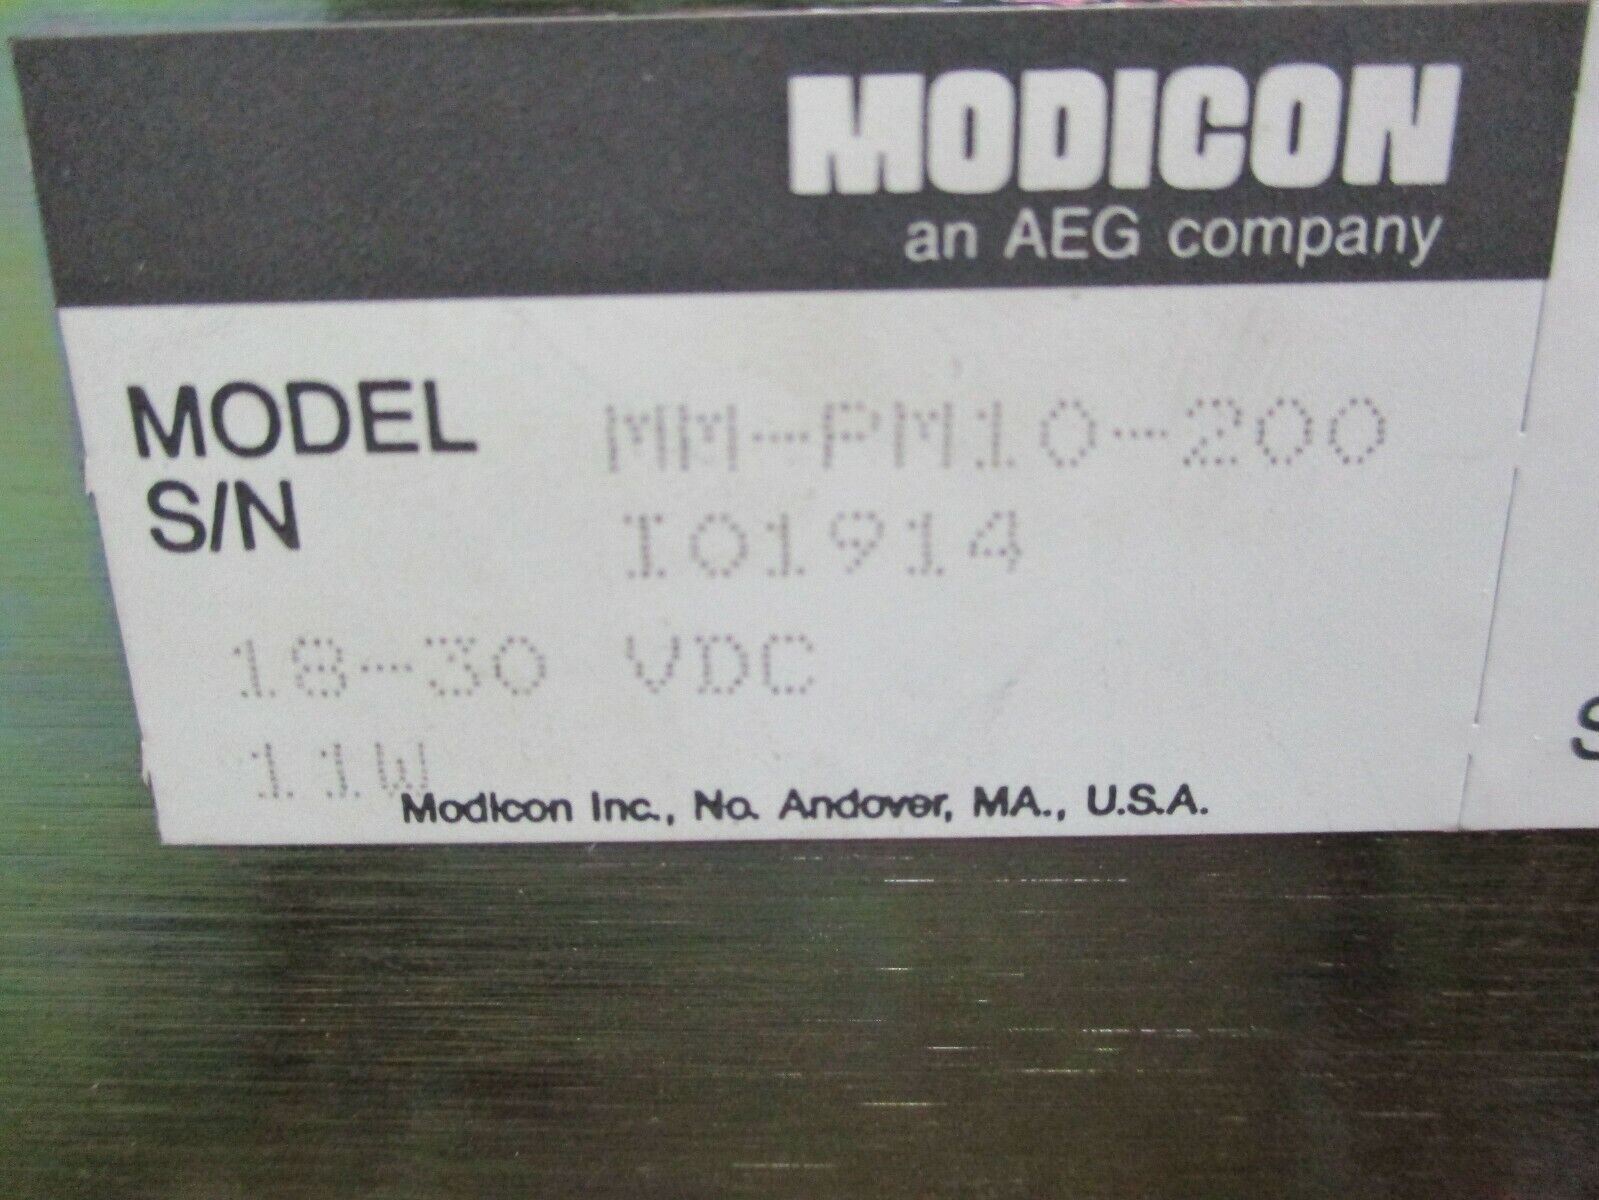 MODICON
an AEG company
MODEL MM-PM10-200
S/N I01914
18-30 VDC
11W
Modicon Inc., No. Andover, MA., U.S.A.
S